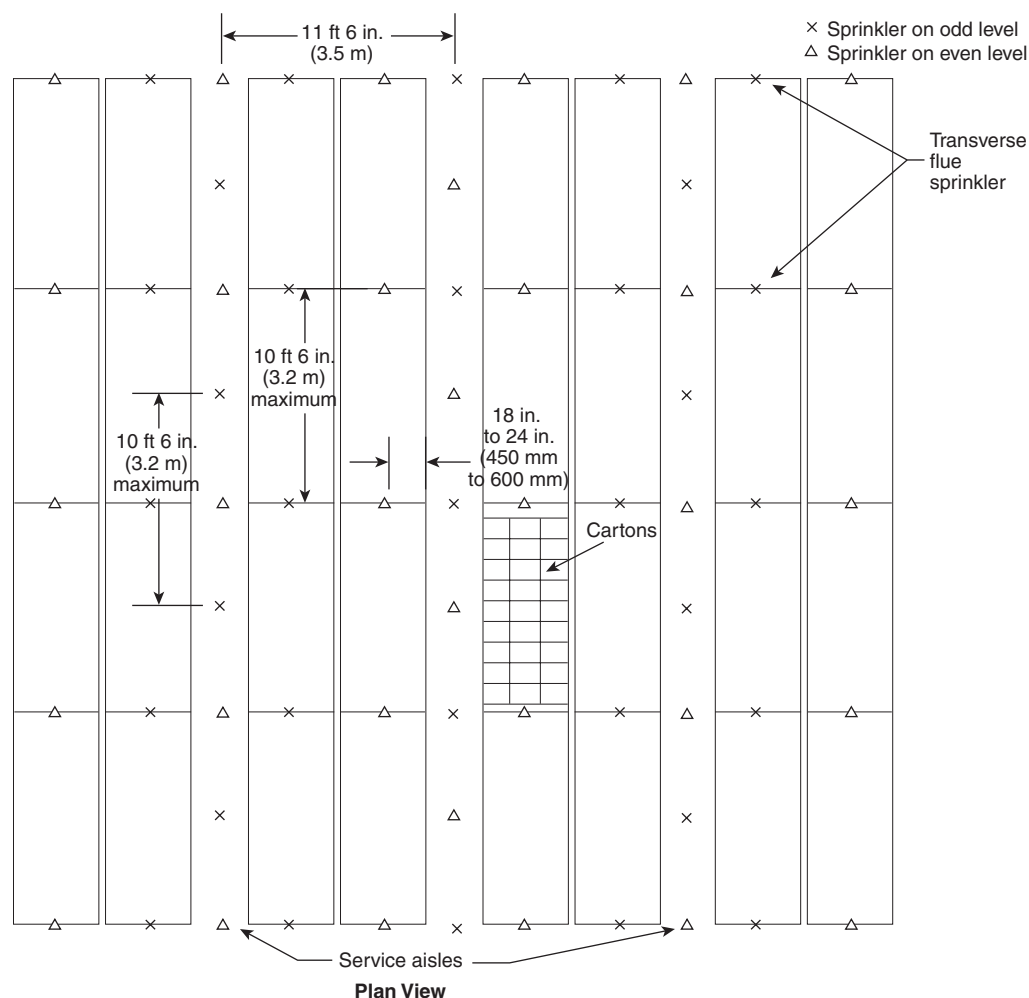 11 ft 6 in.
(3.5 m)
× Sprinkler on odd level
△ Sprinkler on even level
Transverse
flue
sprinkler
10 ft 6 in.
(3.2 m)
maximum
10 ft 6 in.
(3.2 m)
maximum
18 in.
to 24 in.
(450 mm
to 600 mm)
Cartons
Service aisles
Plan View